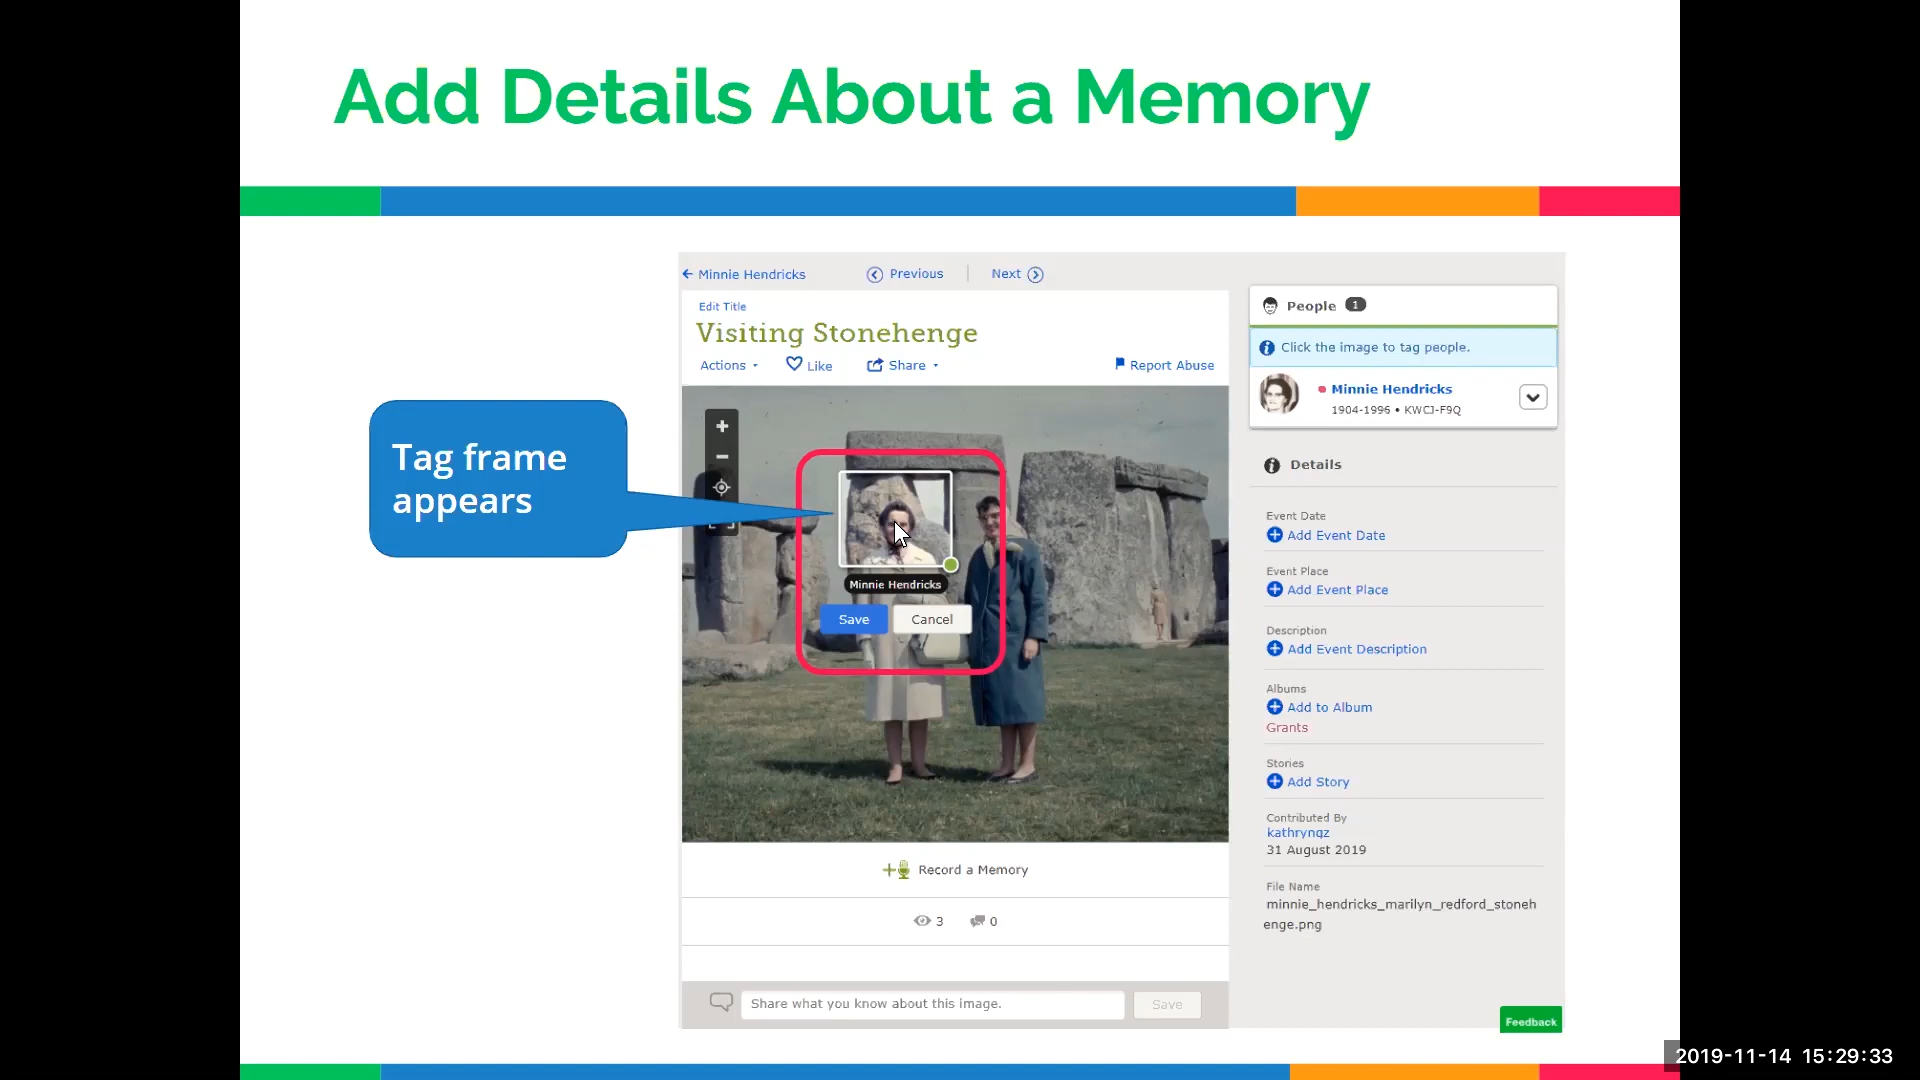 Add Details About a Memory
Minnie Hendricks
Previous
Next
Edit Title
Visiting Stonehenge
Actions
Like
Share
Report Abuse
Tag frame
appears
Minnie Hendricks
Save
Cancel
Record a Memory
3
0
Share what you know about this image.
Save
People 1
Click the image to tag people.
Minnie Hendricks
1904-1996 • KWCJ-F9Q
Details
Event Date
Add Event Date
Event Place
Add Event Place
Description
Add Event Description
Albums
Add to Album
Grants
Stories
Add Story
Contributed By
kathryngz
31 August 2019
File Name
minnie_hendricks_marilyn_redford_stoneh
enge.png
Feedback
2019-11-14 15:29:33